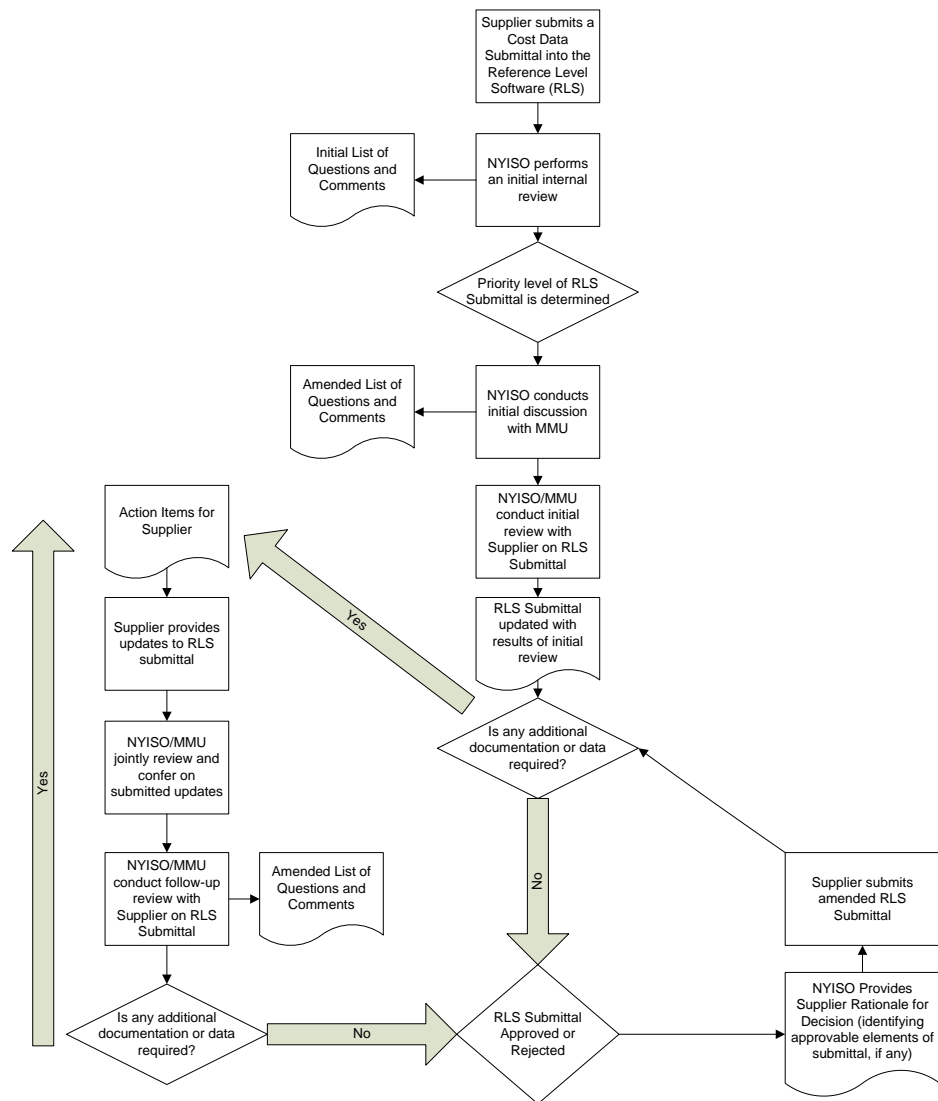 Supplier submits a
Cost Data
Submittal into the
Reference Level
Software (RLS)
Initial List of
Questions and
Comments
NYISO performs
an initial internal
review
Priority level of RLS
Submittal is determined
Amended List of
Questions and
Comments
NYISO conducts
initial discussion
with MMU
NYISO/MMU
conduct initial
review with
Supplier on RLS
Submittal
RLS Submittal
updated with
results of initial
review
Is any additional
documentation or data
required?
Yes
No
Action Items for
Supplier
Supplier provides
updates to RLS
submittal
NYISO/MMU
jointly review and
confer on
submitted updates
NYISO/MMU
conduct follow-up
review with
Supplier on RLS
Submittal
Amended List of
Questions and
Comments
Is any additional
documentation or data
required?
Yes
No
RLS Submittal
Approved or
Rejected
NYISO Provides
Supplier Rationale for
Decision (identifying
approvable elements of
submittal, if any)
Supplier submits
amended RLS
Submittal